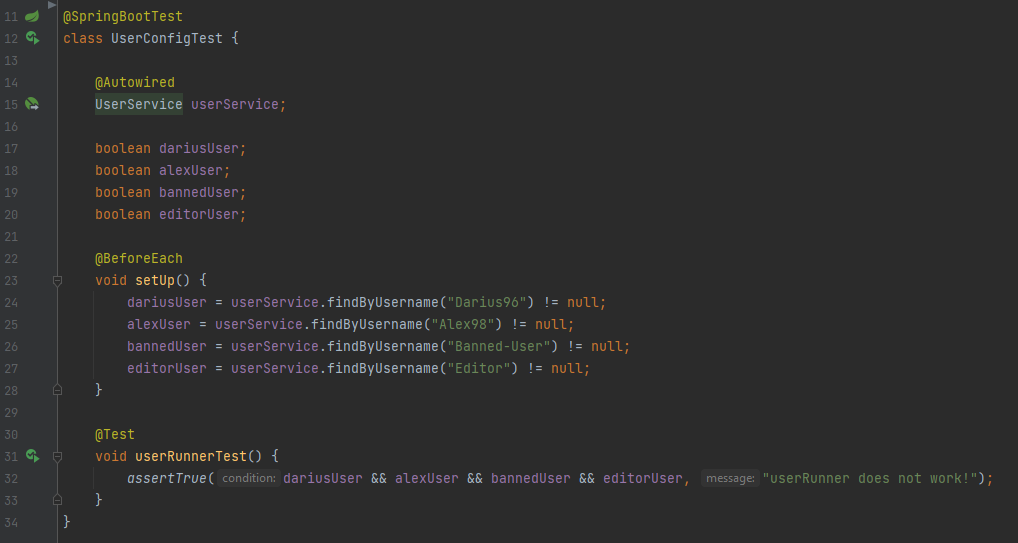 11 @SpringBootTest
12 class UserConfigTest {
13
14 @Autowired
15 UserService userService;
16
17 boolean dariusUser;
18 boolean alexUser;
19 boolean bannedUser;
20 boolean editorUser;
21
22 @BeforeEach
23 void setUp() {
24 dariusUser = userService.findByUsername("Darius96") != null;
25 alexUser = userService.findByUsername("Alex98") != null;
26 bannedUser = userService.findByUsername("Banned-User") != null;
27 editorUser = userService.findByUsername("Editor") != null;
28 }
29
30 @Test
31 void userRunnerTest() {
32 assertTrue( condition: dariusUser && alexUser && bannedUser && editorUser, message: "userRunner does not work!");
33 }
34 }